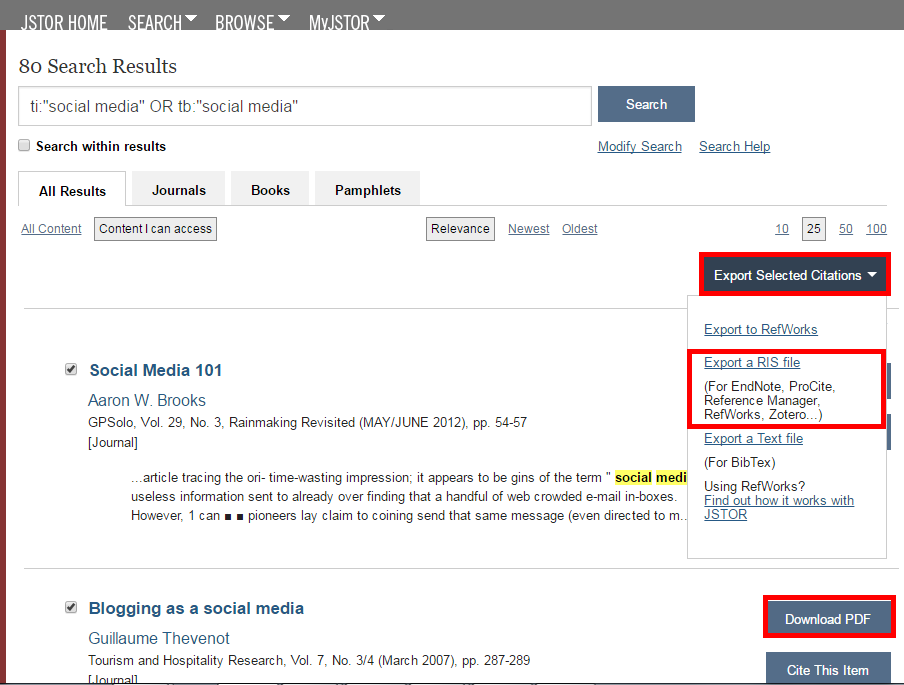 JSTOR HOME SEARCH BROWSE MyJSTOR
80 Search Results
ti:"social media" OR tb:"social media"
Search
Search within results
Modify Search Search Help
All Results Journals Books Pamphlets
All Content Content I can access Relevance Newest Oldest 10 25 50 100
Export Selected Citations
Export to RefWorks
Export a RIS file
(For EndNote, ProCite,
Reference Manager,
RefWorks, Zotero...)
Export a Text file
(For BibTex)
Using RefWorks?
Find out how it works with
JSTOR
Social Media 101
Aaron W. Brooks
GPSolo, Vol. 29, No. 3, Rainmaking Revisited (MAY/JUNE 2012), pp. 54-57
[Journal]
...article tracing the ori- time-wasting impression; it appears to be gins of the term " social medi
useless information sent to already over finding that a handful of web crowded e-mail in-boxes.
However, 1 can ■ ■ pioneers lay claim to coining send that same message (even directed to m..
Blogging as a social media
Guillaume Thevenot
Tourism and Hospitality Research, Vol. 7, No. 3/4 (March 2007), pp. 287-289
[Journal]
Download PDF
Cite This Item